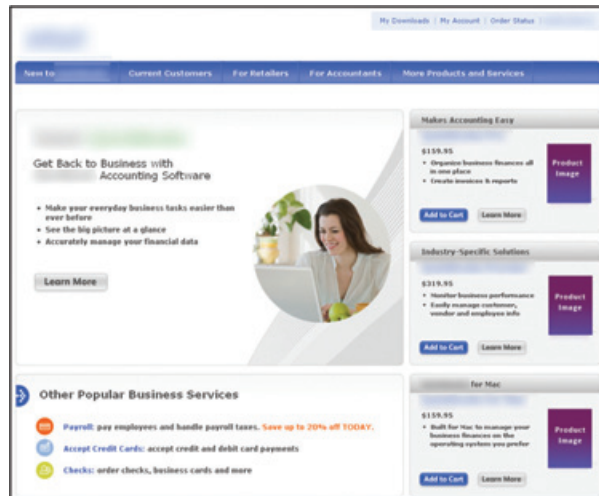 My Downloads | My Account | Order Status |
New to
Current Customers
For Retailers
For Accountants
More Products and Services
Get Back to Business with
Accounting Software
• Make your everyday business tasks easier than
ever before
• See the big picture at a glance
• Accurately manage your financial data
Learn More
Makes Accounting Easy
$159.95
• Organize business finances all
in one place
• Create invoices & reports
Product
Image
Add to Cart
Learn More
Industry-Specific Solutions
$319.95
• Monitor business performance
• Easily manage customer,
vendor and employee info
Product
Image
Add to Cart
Learn More
for Mac
$159.95
• Built for Mac to manage your
business finances on the
operating system you prefer
Product
Image
Add to Cart
Learn More
Other Popular Business Services
Payroll: pay employees and handle payroll taxes. Save up to 20% off TODAY.
Accept Credit Cards: accept credit and debit card payments
Checks: order checks, business cards and more